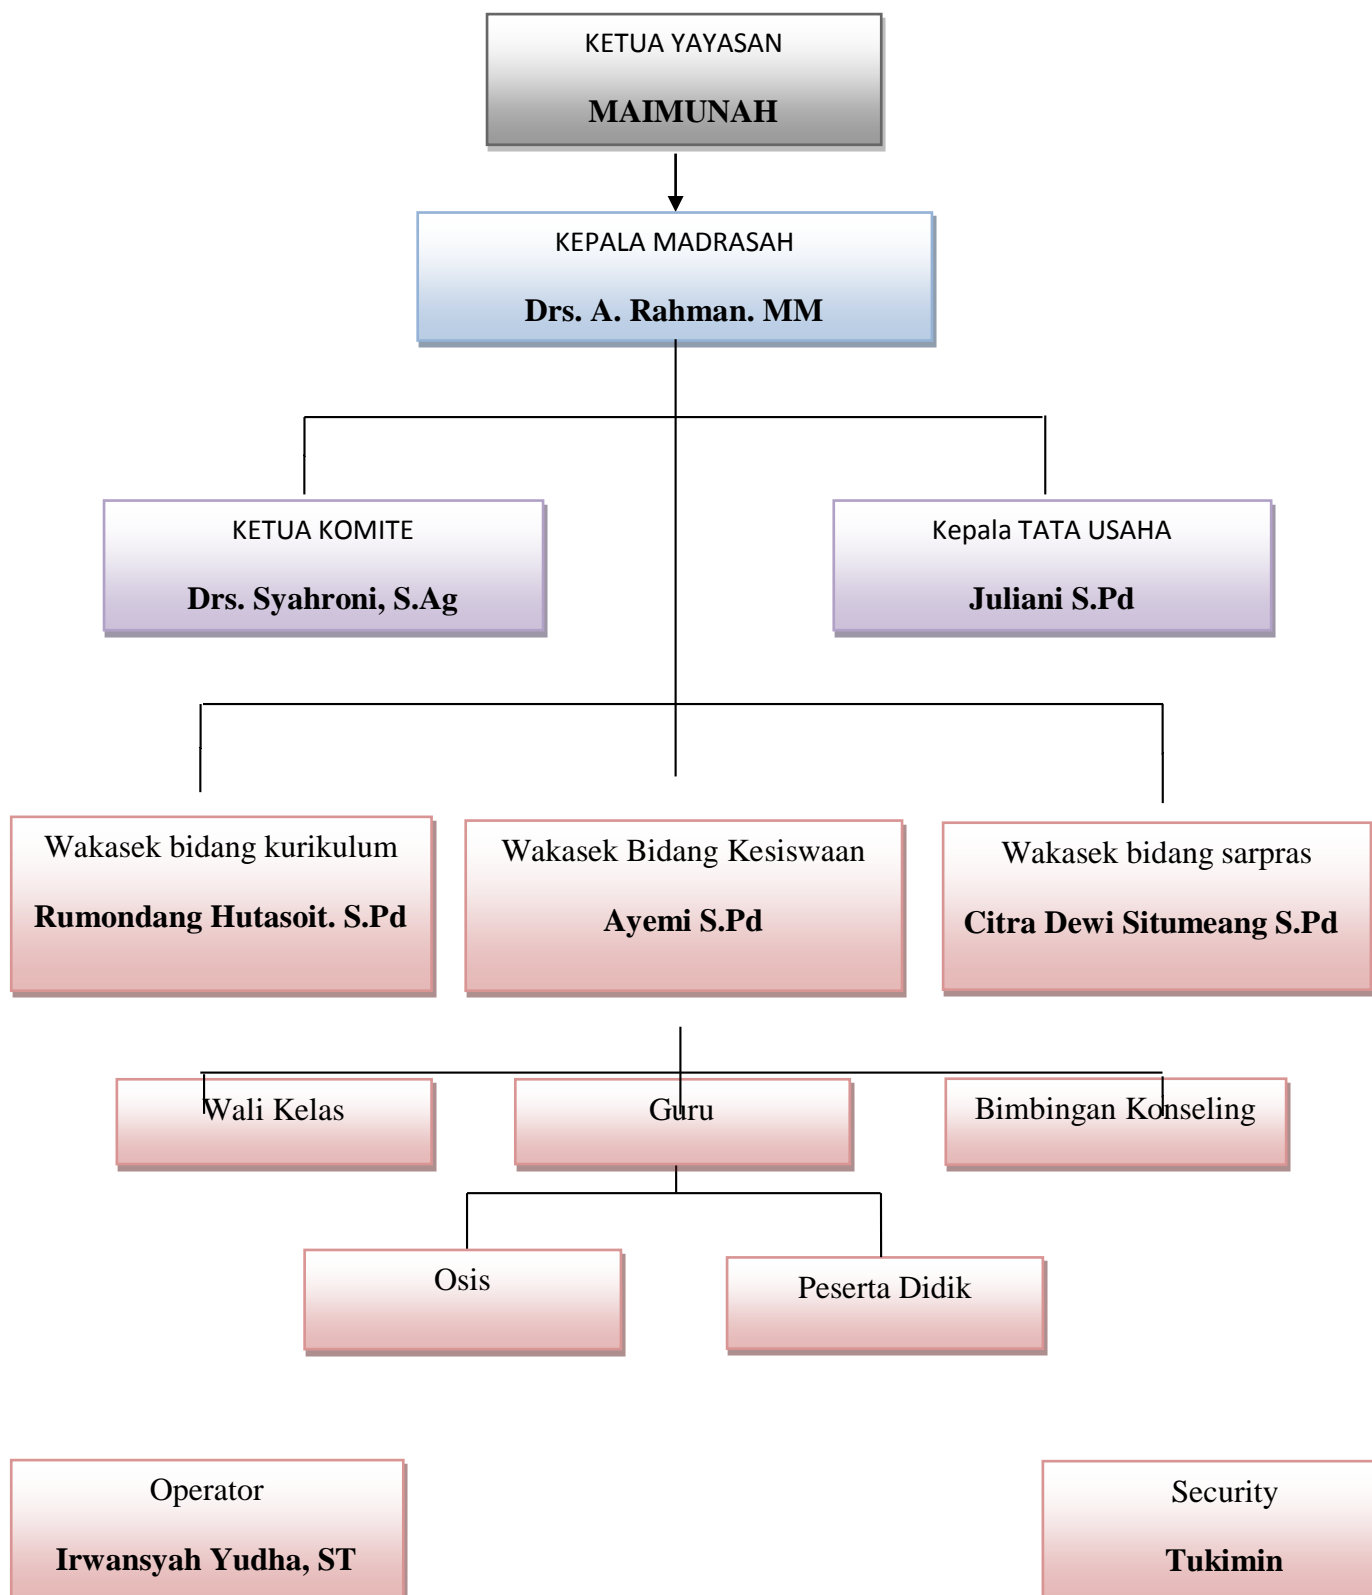 KETUA YAYASAN
MAIMUNAH
KEPALA MADRASAH
Drs. A. Rahman. MM
KETUA KOMITE
Drs. Syahroni, S.Ag
Kepala TATA USAHA
Juliani S.Pd
Wakasek bidang kurikulum
Rumondang Hutasoit. S.Pd
Wakasek Bidang Kesiswaan
Ayemi S.Pd
Wakasek bidang sarpras
Citra Dewi Situmeang S.Pd
Wali Kelas
Guru
Bimbingan Konseling
Osis
Peserta Didik
Operator
Irwansyah Yudha, ST
Security
Tukimin